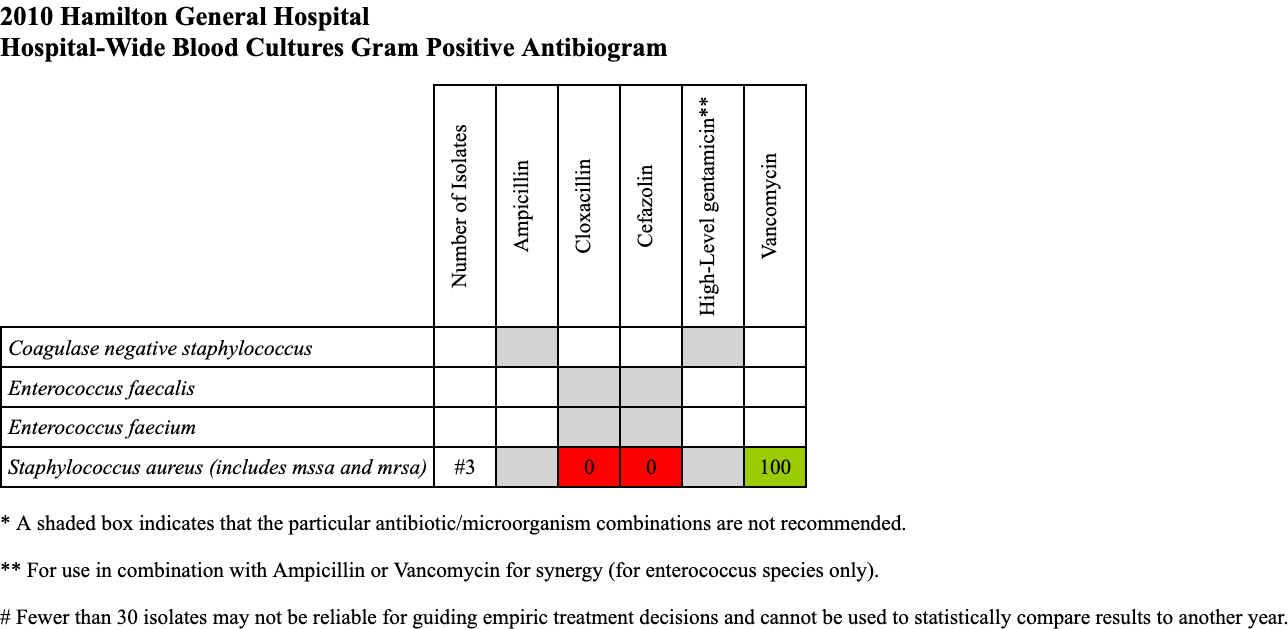 2010 Hamilton General Hospital
Hospital-Wide Blood Cultures Gram Positive Antibiogram
Number of Isolates
Ampicillin
Cloxacillin
Cefazolin
High-Level gentamicin**
Vancomycin
Coagulase negative staphylococcus
Enterococcus faecalis
Enterococcus faecium
Staphylococcus aureus (includes mssa and mrsa) #3 0 0 100
* A shaded box indicates that the particular antibiotic/microorganism combinations are not recommended.
** For use in combination with Ampicillin or Vancomycin for synergy (for enterococcus species only).
# Fewer than 30 isolates may not be reliable for guiding empiric treatment decisions and cannot be used to statistically compare results to another year.